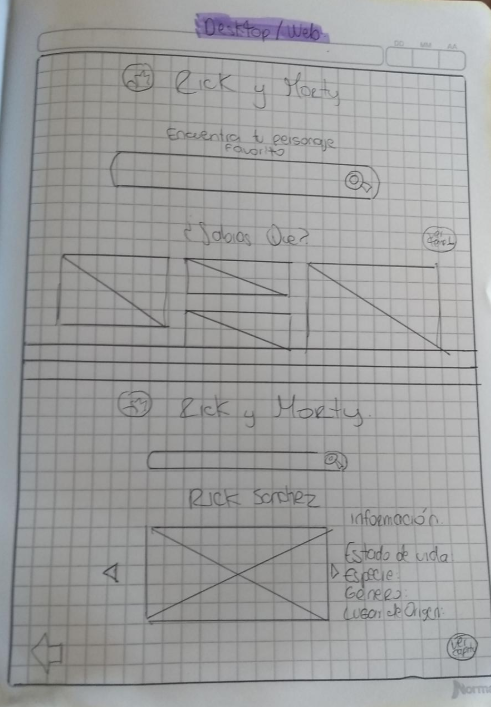 Desktop/Web
CC MM AA
Rick y Morty
Encuentra tu personaje
Favorito
¿Sabias Que?
Rick y Morty
Rick Sanchez
información
Estado de vida
Especie
Genero
Lugar de Origen
Norma